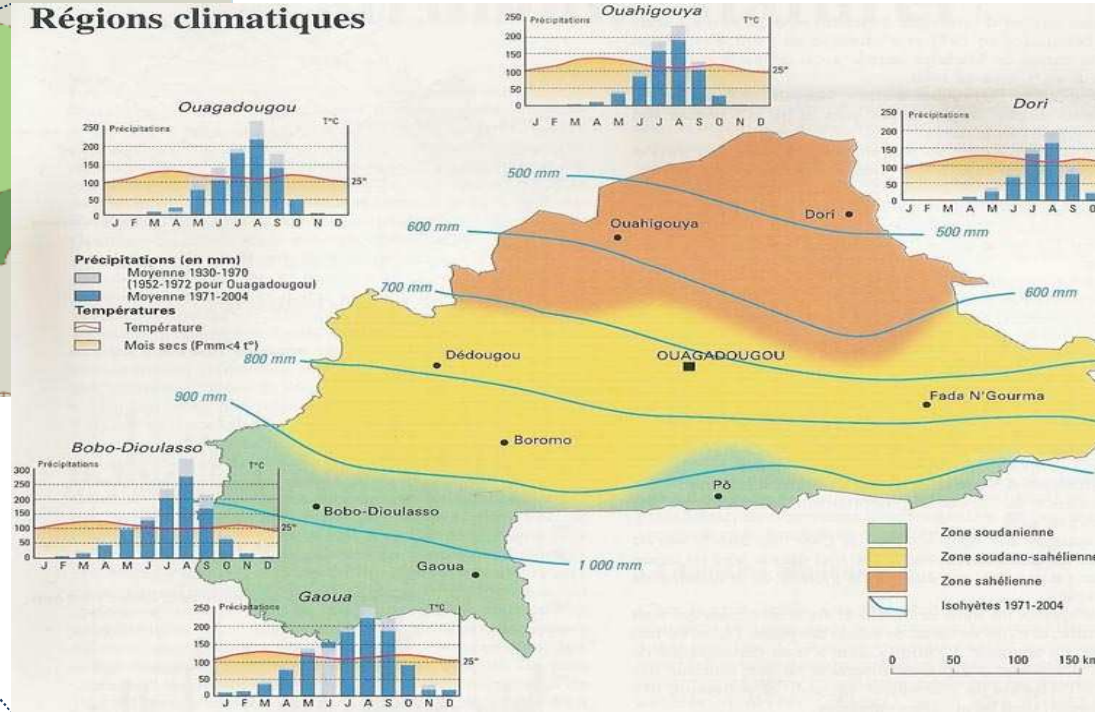 Régions climatiques
Ouahigouya
Précipitations
T°C
250
200
150
100
50
0
25°
J F M A M J J A S O N D
Ouagadougou
Précipitations
T°C
250
200
150
100
50
0
25°
J F M A M J J A S O N D
Dori
Précipitations
250
200
150
100
50
0
J F M A M J J A S O
Précipitations (en mm)
Moyenne 1930-1970
(1952-1972 pour Ouagadougou)
Moyenne 1971-2004
Températures
Température
Mois secs (Pmm<4 t°)
500 mm
600 mm
700 mm
800 mm
900 mm
500 mm
600 mm
1 000 mm
Ouahigouya
Dori
Dédougou
OUAGADOUGOU
Fada N'Gourma
Boromo
Pô
Bobo-Dioulasso
Gaoua
Bobo-Dioulasso
Précipitations
T°C
300
250
200
150
100
50
0
25°
J F M A M J J A S O N D
Gaoua
Précipitations
T°C
250
200
150
100
50
0
25°
J F M A M J J A S O N D
Zone soudanienne
Zone soudano-sahélienne
Zone sahélienne
Isohyètes 1971-2004
0 50 100 150 km